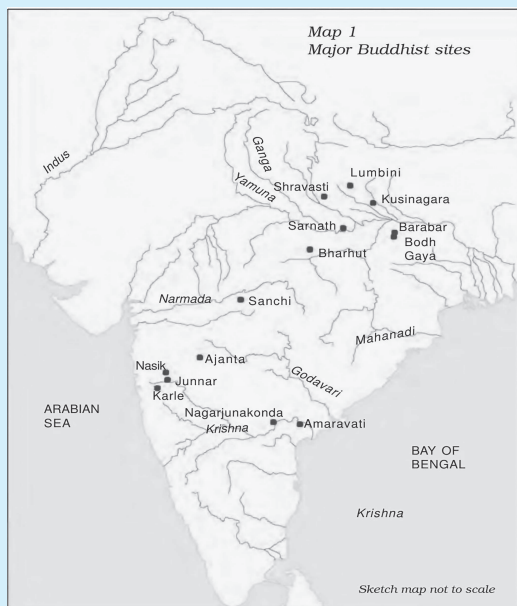 Map 1
Major Buddhist sites
Indus
Ganga
Yamuna
Lumbini
Shravasti
Kusinagara
Sarnath
Barabar
Bodh
Gaya
Bharhut
Narmada
Sanchi
Mahanadi
Ajanta
Nasik
Junnar
Karle
Godavari
ARABIAN
SEA
Nagarjunakonda
Krishna
Amaravati
BAY OF
BENGAL
Krishna
Sketch map not to scale